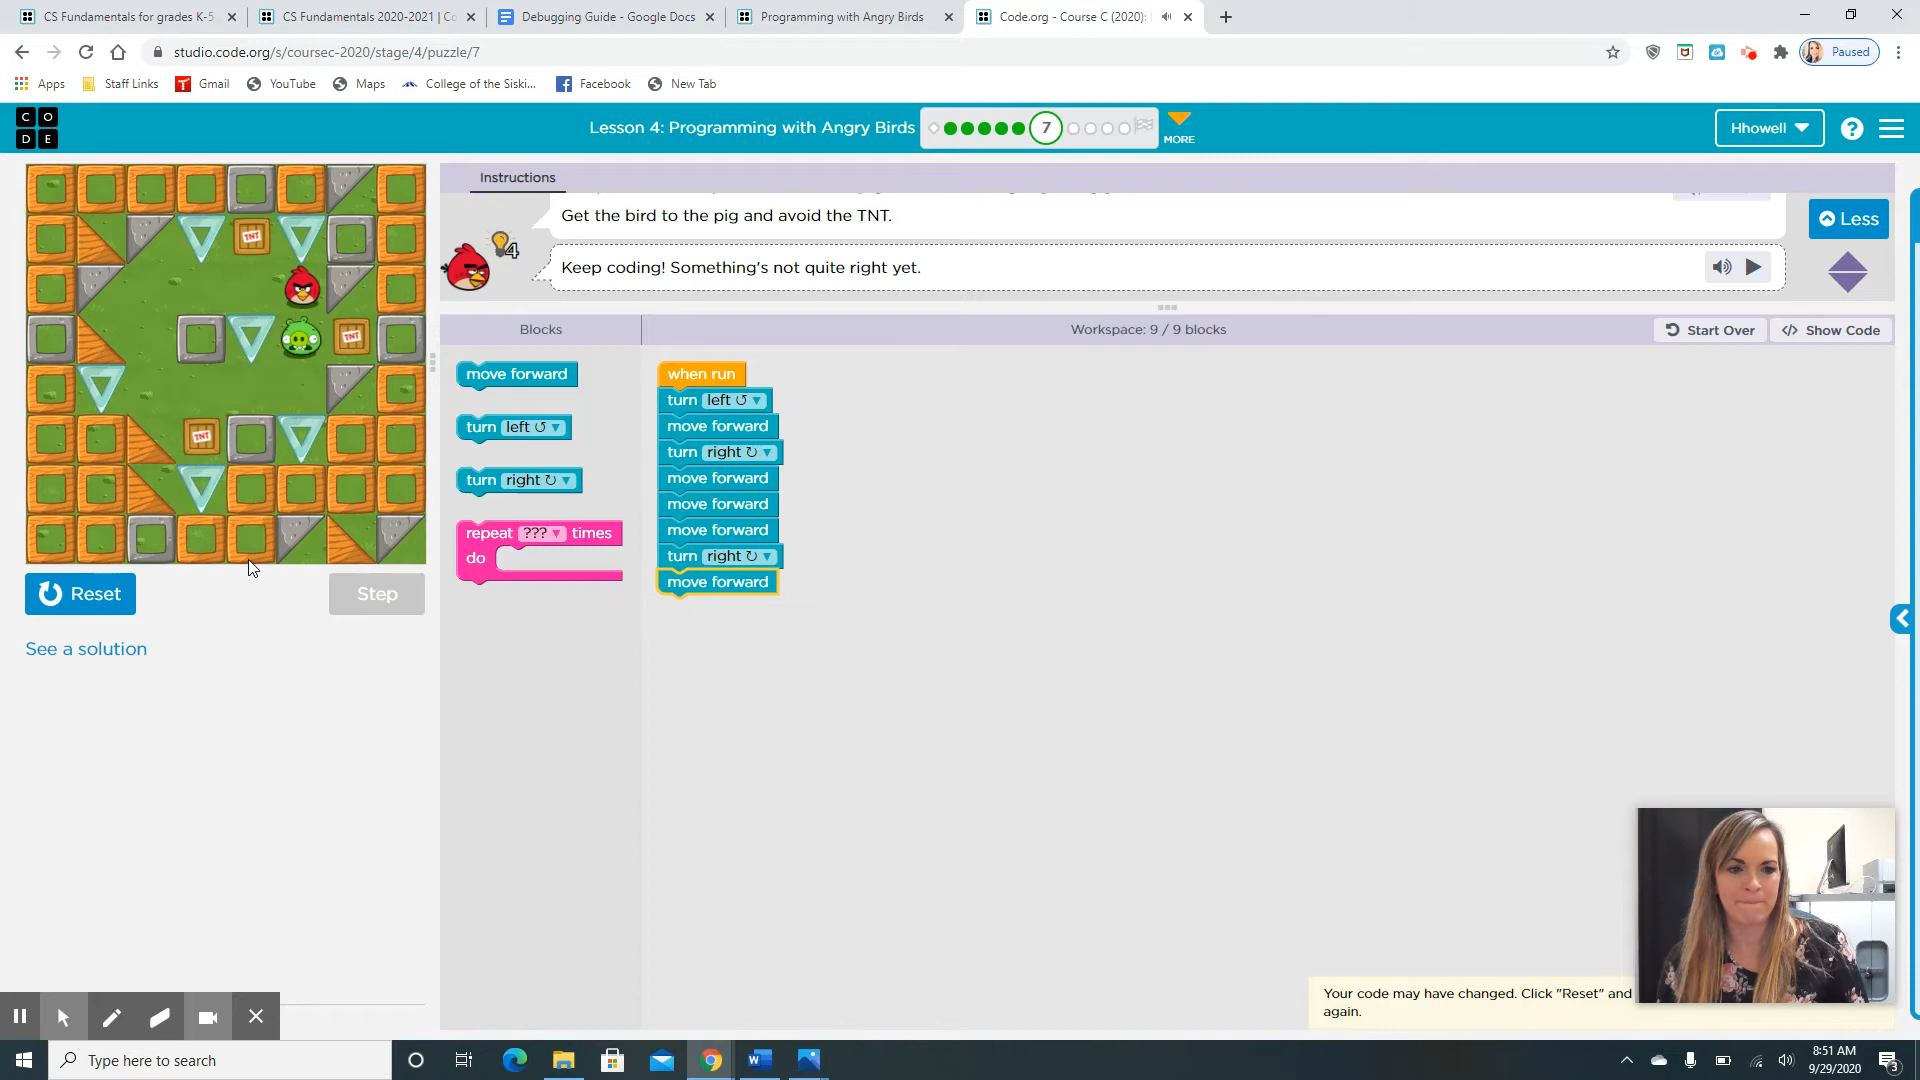 CS Fundamentals for grades K-5
CS Fundamentals 2020-2021 | Co
Debugging Guide - Google Docs
Programming with Angry Birds
Code.org - Course C (2020):
studio.code.org/s/coursec-2020/stage/4/puzzle/7
Paused
Apps
Staff Links
Gmail
YouTube
Maps
College of the Siski...
Facebook
New Tab
C O
D E
Lesson 4: Programming with Angry Birds
7
MORE
Hhowell
?
Instructions
Get the bird to the pig and avoid the TNT.
4
Keep coding! Something's not quite right yet.
Less
TNT
TNT
TNT
Blocks
Workspace: 9 / 9 blocks
Start Over
</> Show Code
move forward
turn left
turn right
repeat ??? times
do
when run
turn left
move forward
turn right
move forward
move forward
move forward
turn right
move forward
Reset
Step
See a solution
Your code may have changed. Click "Reset" and
again.
Type here to search
8:51 AM
9/29/2020
3